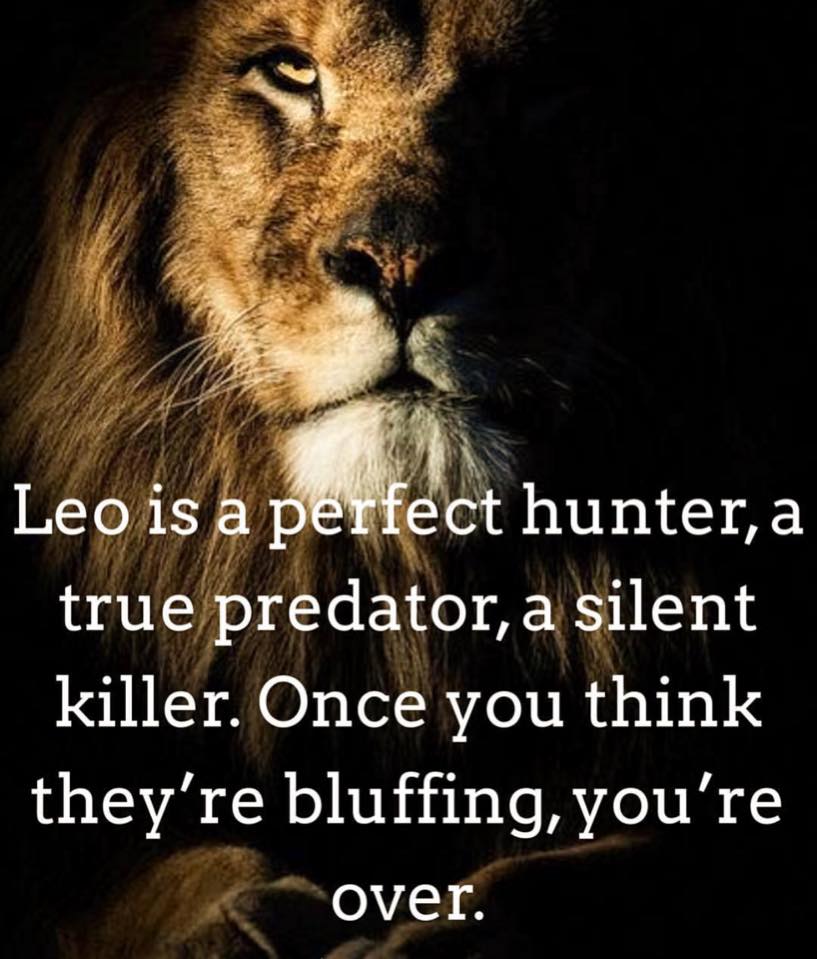 Leo is a perfect hunter, a
true predator, a silent
killer. Once you think
they’re bluffing, you’re
over.